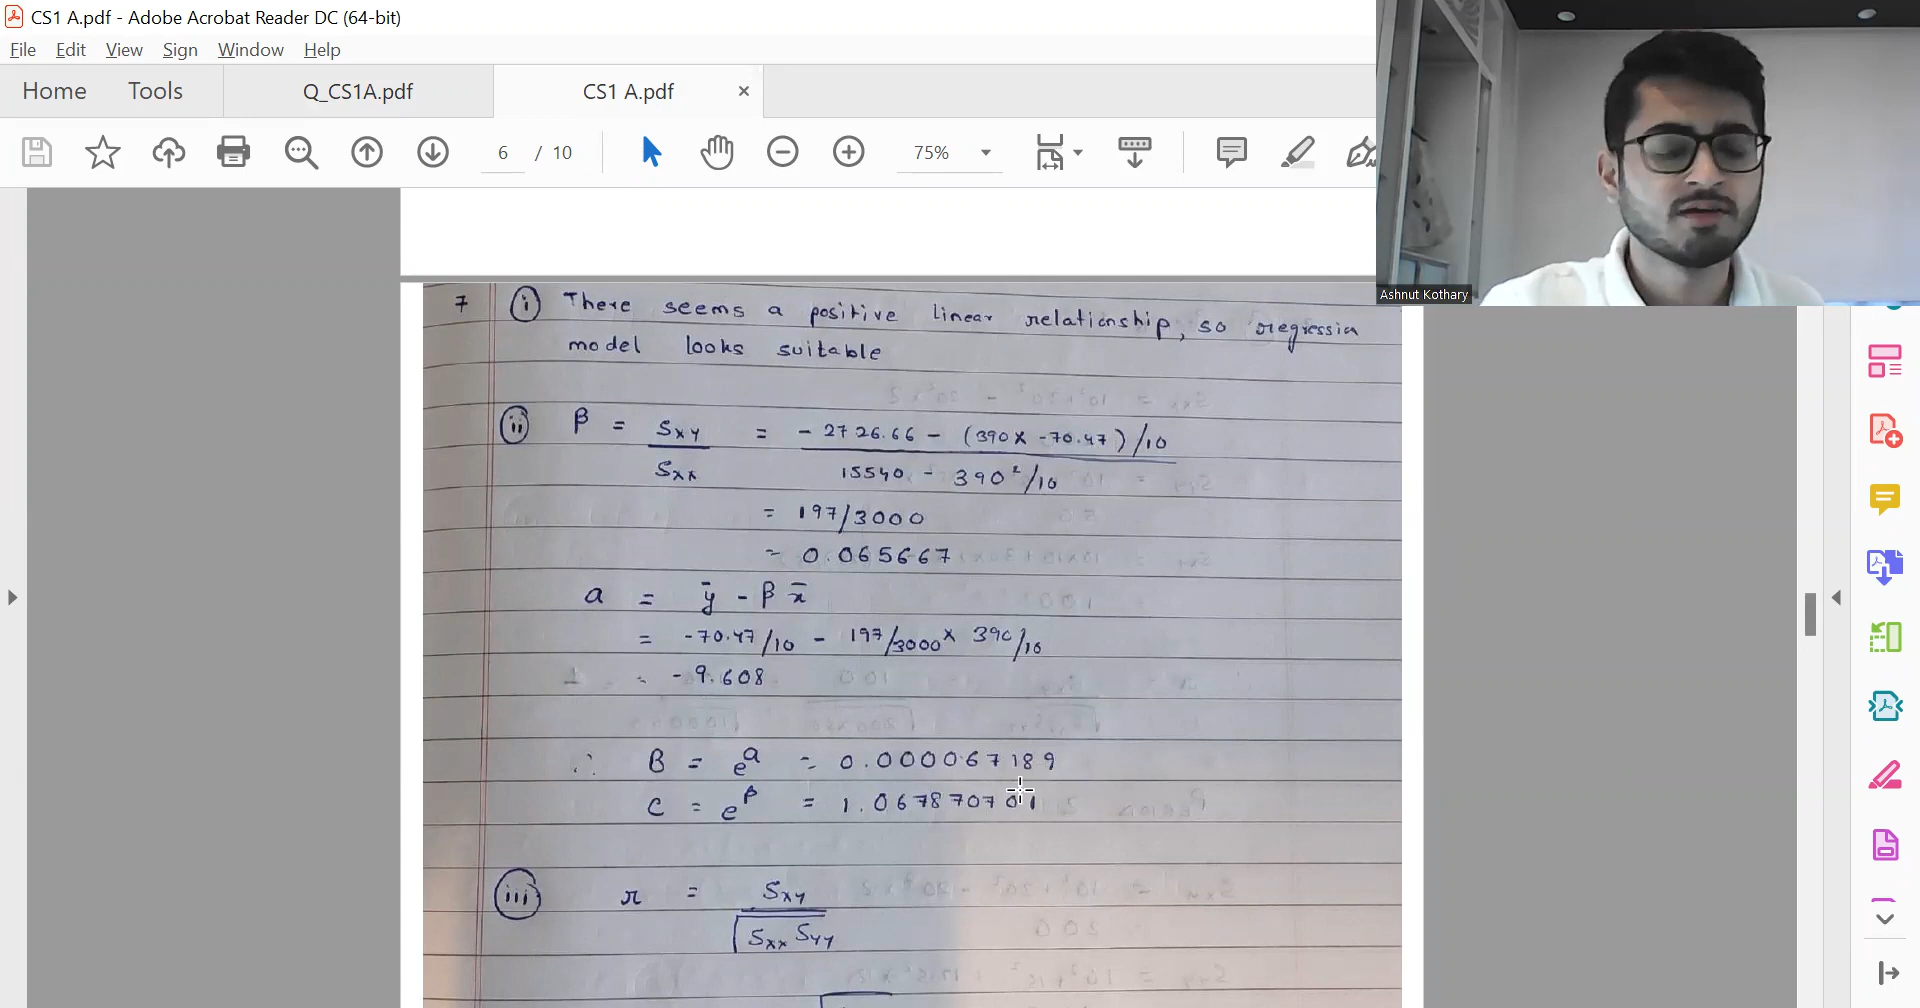 CS1 A.pdf - Adobe Acrobat Reader DC (64-bit)
File Edit View Sign Window Help
Home Tools Q_CS1A.pdf CS1 A.pdf ×
6 / 10 75%
Ashnut Kothary
7 (i) There seems a positive linear relationship, so regression
model looks suitable
(ii) β = Sxy / Sxx = - 2726.66 - (390 x -70.47)/10 / 15540 - 390²/10
= 197/3000
= 0.065667
a = ȳ - β x̄
= -70.47/10 - 197/3000 x 390/10
= -9.608
∴ B = e^a = 0.000067189
C = e^β = 1.067870701
(iii) r = Sxy / √Sxx Syy